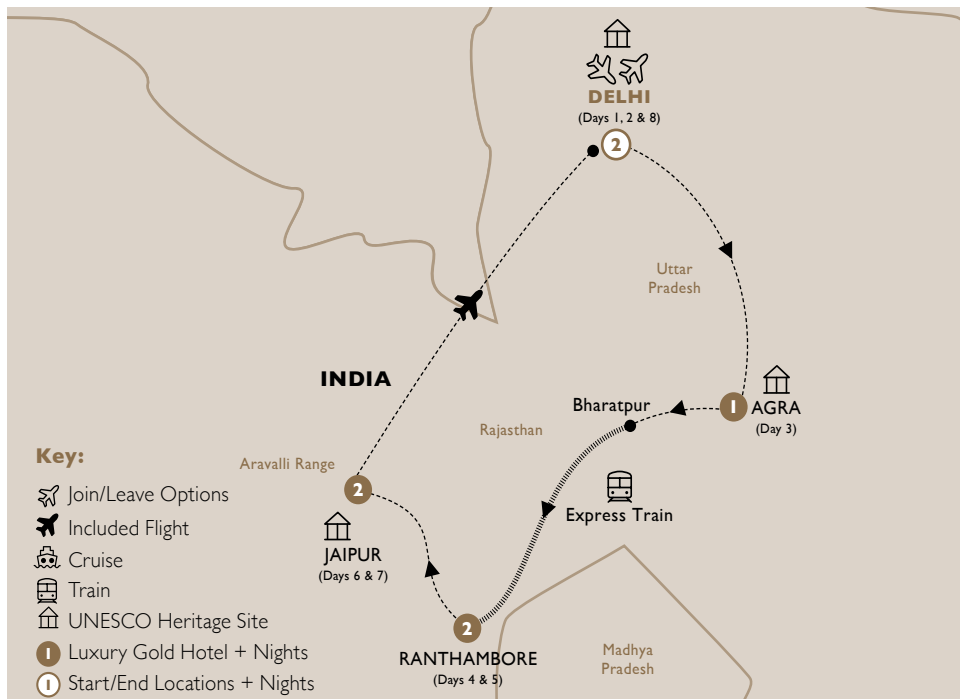 DELHI
(Days 1, 2 & 8)
2
Uttar
Pradesh
INDIA
1
AGRA
(Day 3)
Bharatpur
Rajasthan
Aravalli Range
2
JAIPUR
(Days 6 & 7)
Express Train
2
RANTHAMBORE
(Days 4 & 5)
Madhya
Pradesh
Key:
Join/Leave Options
Included Flight
Cruise
Train
UNESCO Heritage Site
1 Luxury Gold Hotel + Nights
1 Start/End Locations + Nights